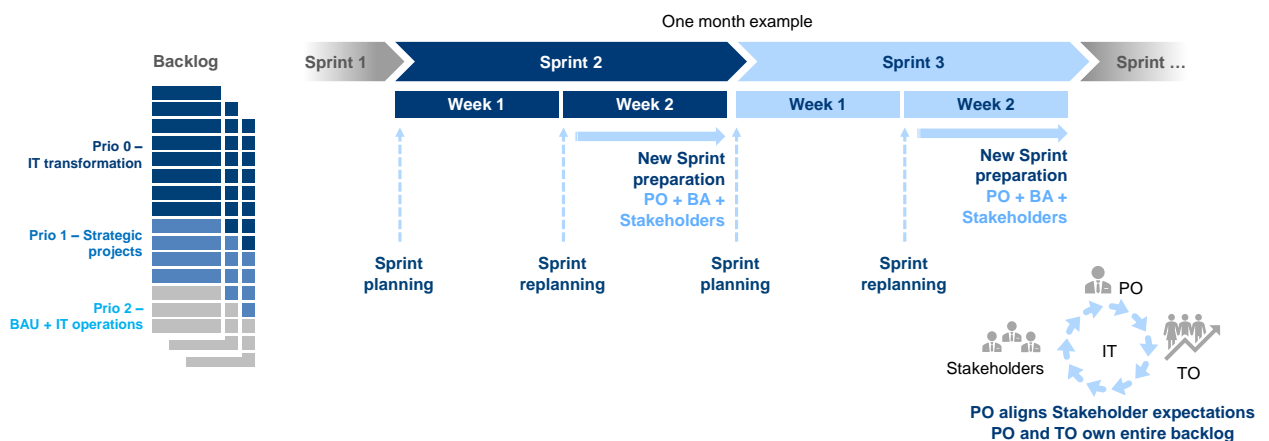 One month example
Backlog
Sprint 1
Sprint 2
Sprint 3
Sprint ...
Week 1
Week 2
Week 1
Week 2
Prio 0 –
IT transformation
Prio 1 – Strategic
projects
Prio 2 –
BAU + IT operations
New Sprint
preparation
PO + BA +
Stakeholders
New Sprint
preparation
PO + BA +
Stakeholders
Sprint
planning
Sprint
replanning
Sprint
planning
Sprint
replanning
PO
IT
Stakeholders
TO
PO aligns Stakeholder expectations
PO and TO own entire backlog